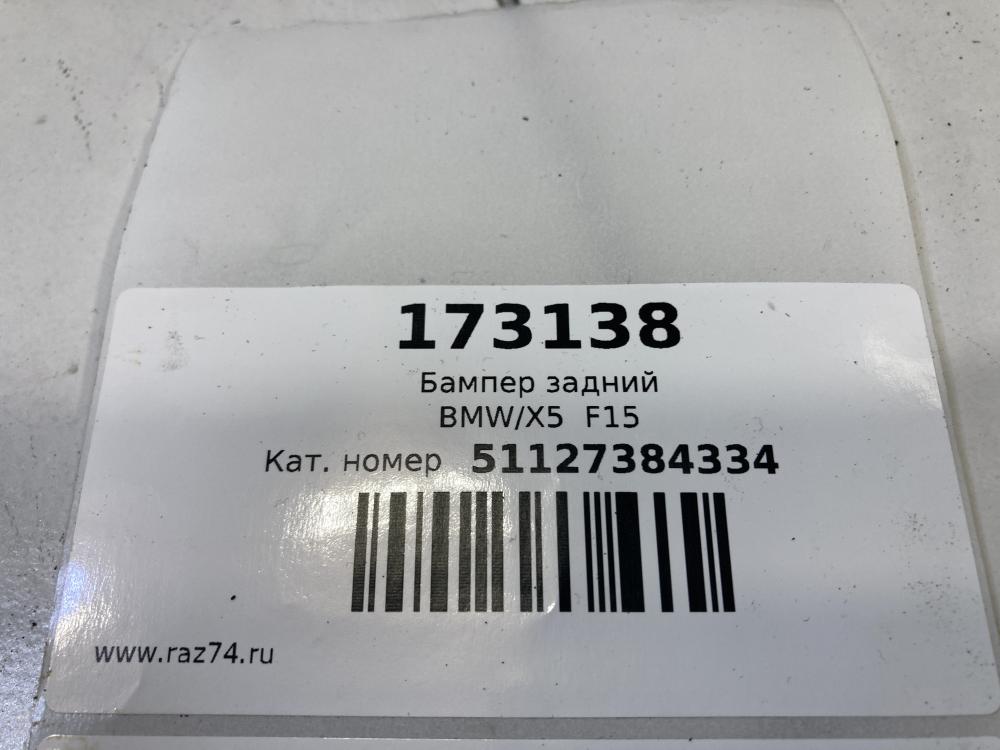 173138
Бампер задний
BMW/X5 F15
Кат. номер 51127384334
www.raz74.ru